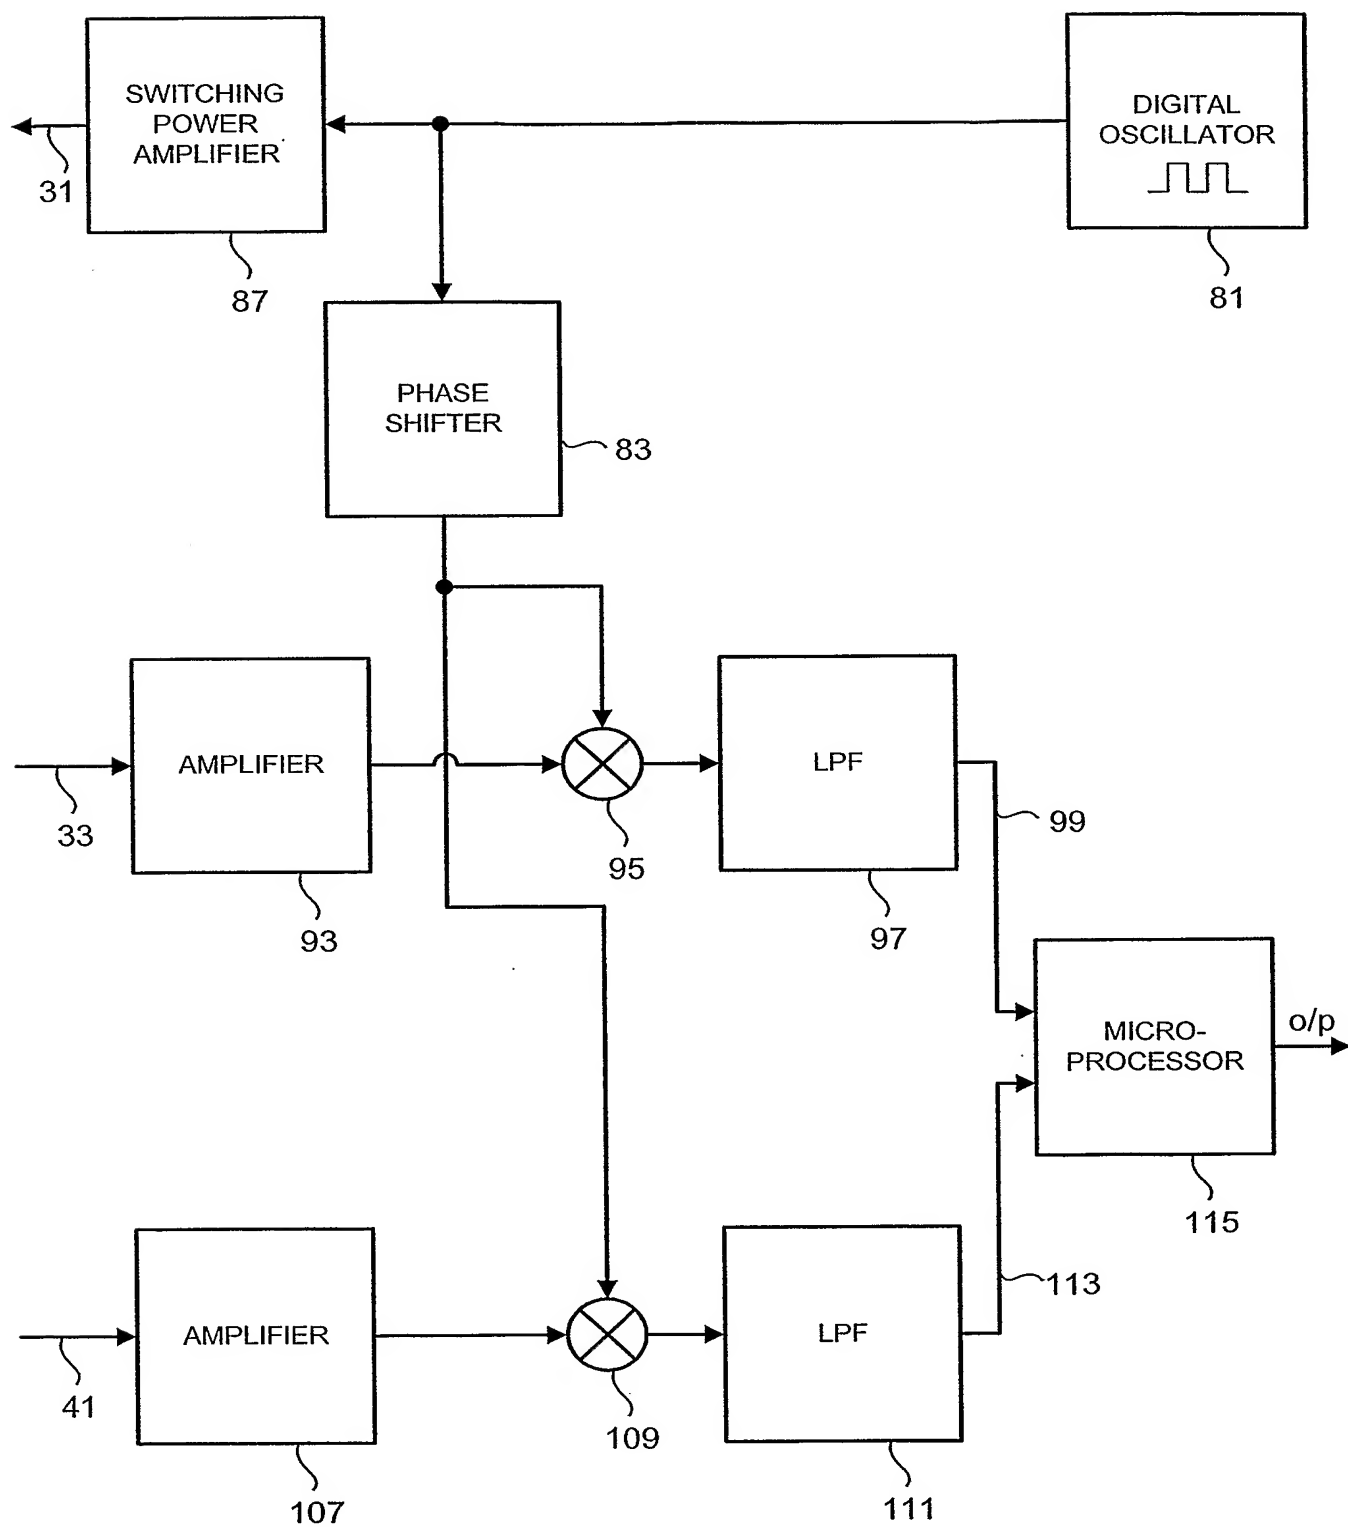 SWITCHING
POWER
AMPLIFIER
DIGITAL
OSCILLATOR
31
87
81
PHASE
SHIFTER
83
AMPLIFIER
LPF
33
99
95
93
97
MICRO-
PROCESSOR
o/p
115
113
AMPLIFIER
LPF
41
109
107
111